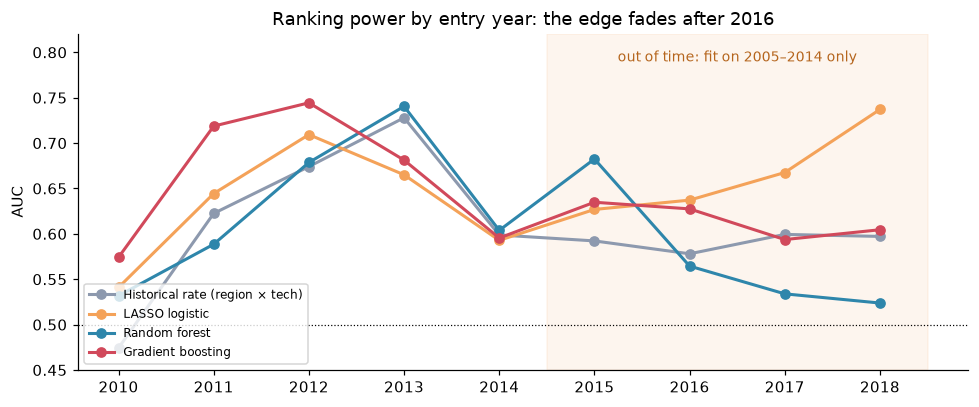 Ranking power by entry year: the edge fades after 2016
out of time: fit on 2005–2014 only
AUC
0.80
0.75
0.70
0.65
0.60
0.55
0.50
0.45
Historical rate (region × tech)
LASSO logistic
Random forest
Gradient boosting
2010 2011 2012 2013 2014 2015 2016 2017 2018